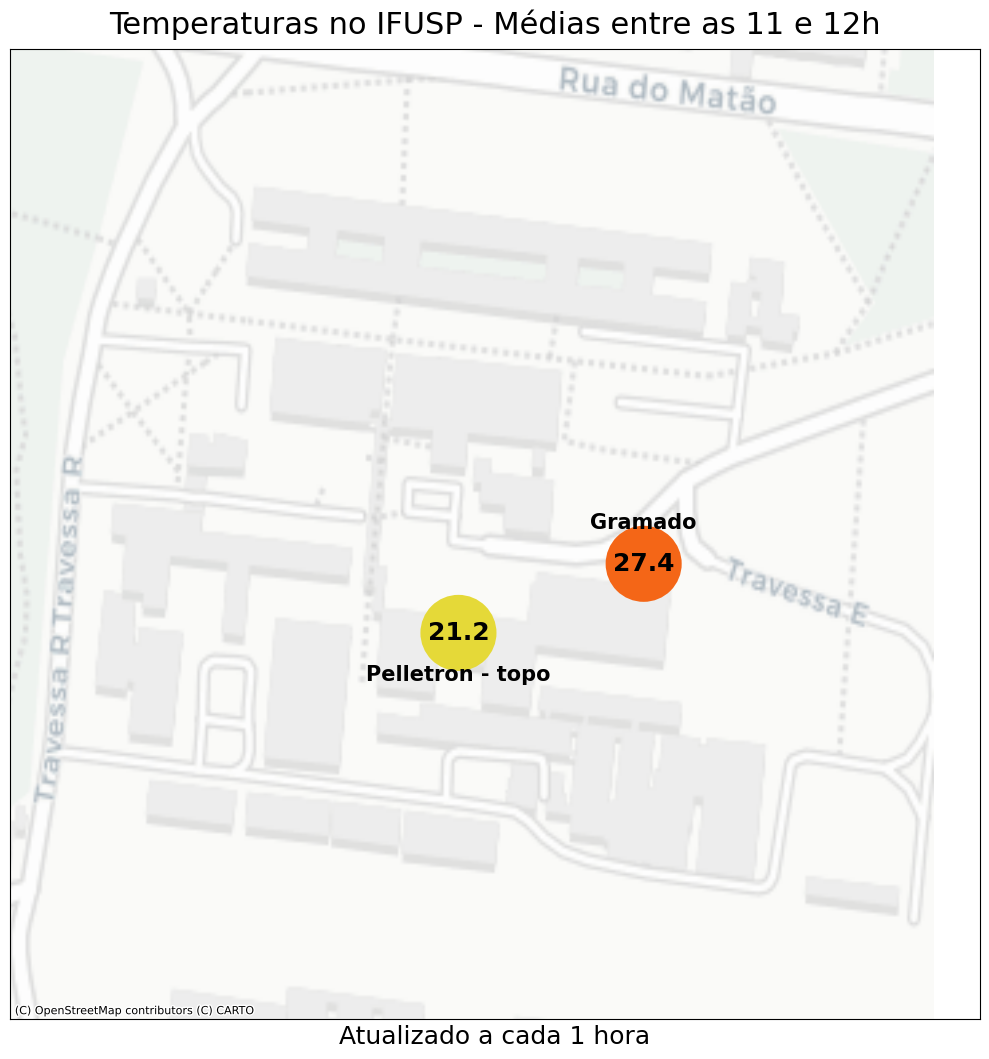 Temperaturas no IFUSP - Médias entre as 11 e 12h
Rua do Matão
Travessa R
Travessa R
Gramado
27.4
Travessa E
21.2
Pelletron - topo
(C) OpenStreetMap contributors (C) CARTO
Atualizado a cada 1 hora